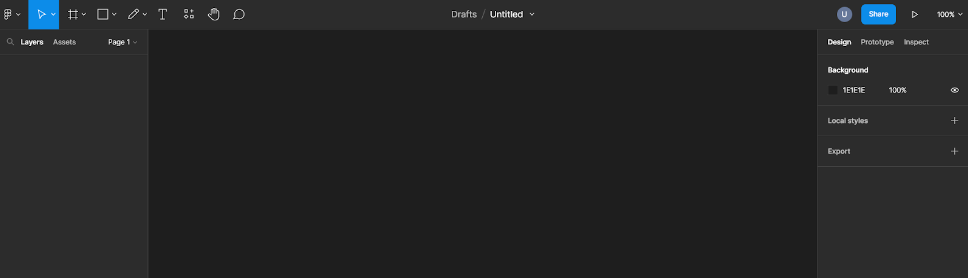 Drafts / Untitled
U
Share
100%
Layers Assets Page 1
Design Prototype Inspect
Background
1E1E1E 100%
Local styles
Export